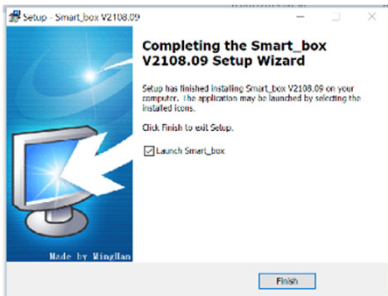 Setup - Smart_box V2108.09
Completing the Smart_box
V2108.09 Setup Wizard
Setup has finished installing Smart_box V2108.09 on your
computer. The application may be launched by selecting the
installed icons.
Click Finish to exit Setup.
Launch Smart_box
Made by MingHan
Finish